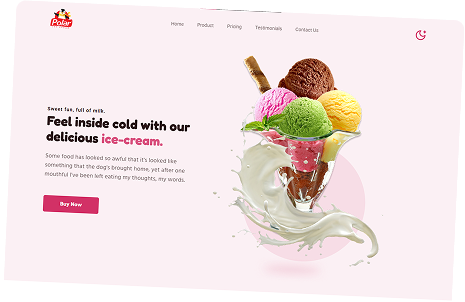 Polar
Home Product Pricing Testimonials Contact Us
Sweet fun, full of milk.
Feel inside cold with our
delicious ice-cream.
Some food has looked so awful that it's looked like
something that the dog's brought home, yet after one
mouthful I've been left eating my thoughts, my words.
Buy Now